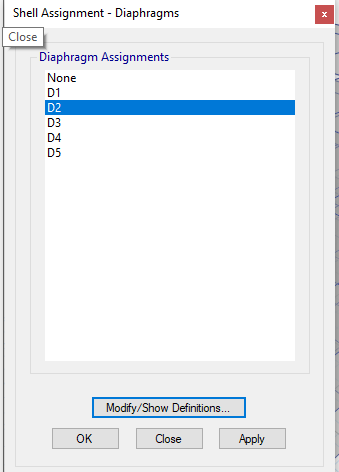 Shell Assignment - Diaphragms
x
Close
Diaphragm Assignments
None
D1
D2
D3
D4
D5
Modify/Show Definitions...
OK Close Apply